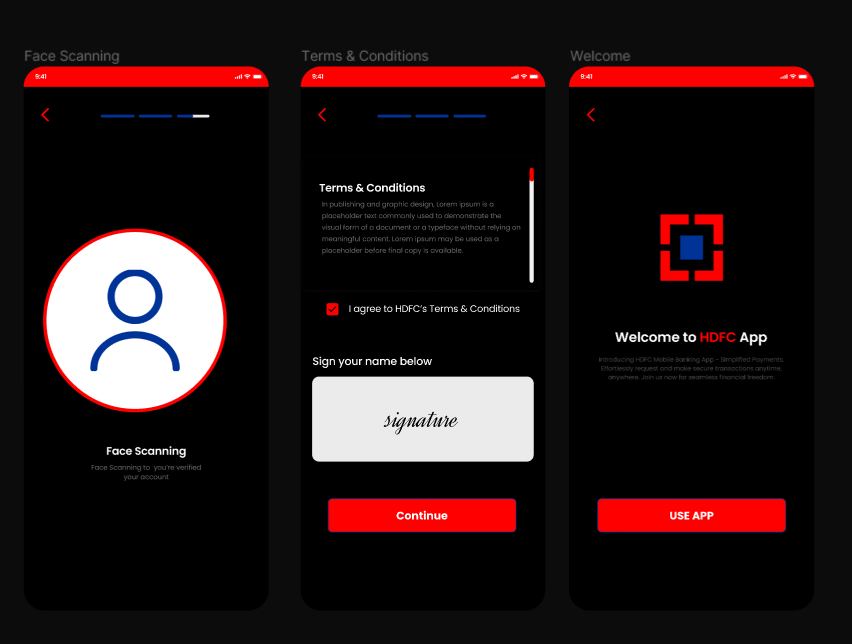 Face Scanning
9:41
Face Scanning
Face Scanning to you're verified
your account
Terms & Conditions
9:41
Terms & Conditions
In publishing and graphic design, Lorem ipsum is a
placeholder text commonly used to demonstrate the
visual form of a document or a typeface without relying on
meaningful content. Lorem ipsum may be used as a
placeholder before final copy is available.
I agree to HDFC's Terms & Conditions
Sign your name below
signature
Continue
Welcome
9:41
Welcome to HDFC App
Introducing HDFC Mobile Banking App - Simplified Payments.
Effortlessly request and make secure transactions anytime,
anywhere. Join us now for seamless financial freedom.
USE APP